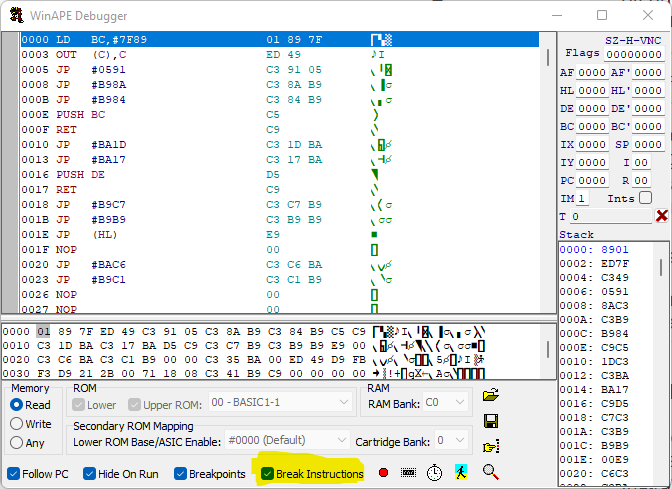 WinAPE Debugger
0000 LD BC,#7F89 01 89 7F
0003 OUT (C),C ED 49
0005 JP #0591 C3 91 05
0008 JP #B98A C3 8A B9
000B JP #B984 C3 84 B9
000E PUSH BC C5
000F RET C9
0010 JP #BA1D C3 1D BA
0013 JP #BA17 C3 17 BA
0016 PUSH DE D5
0017 RET C9
0018 JP #B9C7 C3 C7 B9
001B JP #B9B9 C3 B9 B9
001E JP (HL) E9
001F NOP 00
0020 JP #BAC6 C3 C6 BA
0023 JP #B9C1 C3 C1 B9
0026 NOP 00
0027 NOP 00
SZ-H-VNC
Flags 00000000
AF 0000 AF' 0000
HL 0000 HL' 0000
DE 0000 DE' 0000
BC 0000 BC' 0000
IX 0000 SP 0000
IY 0000 I 00
PC 0000 R 00
IM 1 Ints
T 0
Stack
0000: 8901
0002: ED7F
0004: C349
0006: 0591
0008: 8AC3
000A: C3B9
000C: B984
000E: C9C5
0010: 1DC3
0012: C3BA
0014: BA17
0016: C9D5
0018: C7C3
001A: C3B9
001C: B9B9
001E: 00E9
0020: C6C3
0000 01 89 7F ED 49 C3 91 05 C3 8A B9 C3 84 B9 C5 C9
0010 C3 1D BA C3 17 BA D5 C9 C3 C7 B9 C3 B9 B9 E9 00
0020 C3 C6 BA C3 C1 B9 00 00 C3 35 BA 00 ED 49 D9 FB
0030 F3 D9 21 2B 00 71 18 08 C3 41 B9 C9 00 00 00 00
Memory
Read
Write
Any
ROM
Lower
Upper ROM:
00 - BASIC1-1
RAM
RAM Bank:
C0
Secondary ROM Mapping
Lower ROM Base/ASIC Enable:
#0000 (Default)
Cartridge Bank:
0
Follow PC
Hide On Run
Breakpoints
Break Instructions